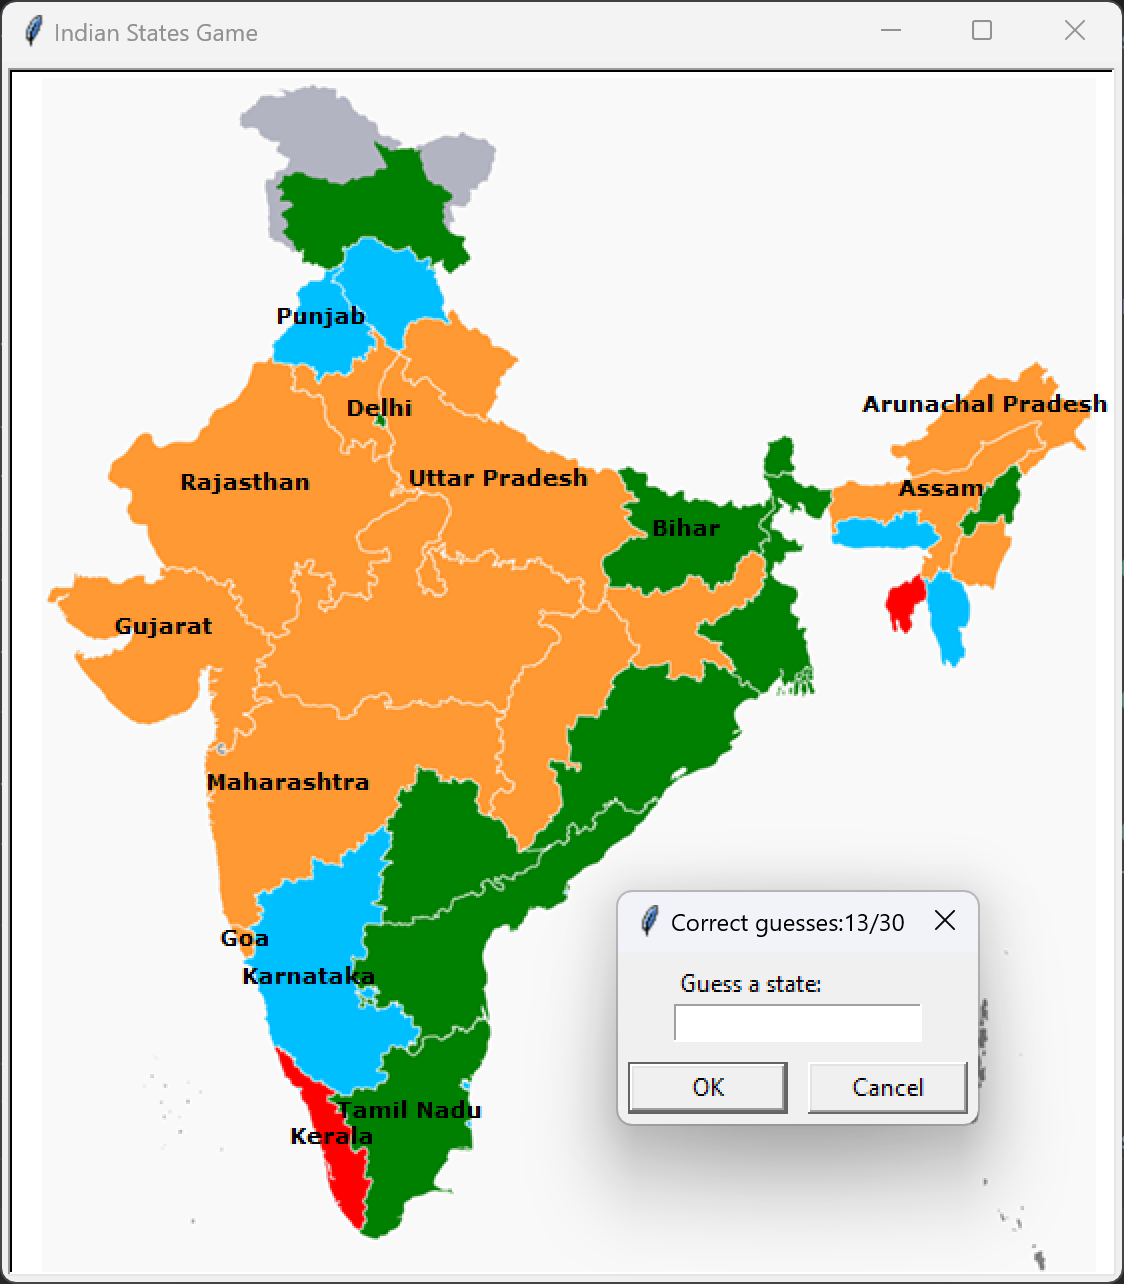 Indian States Game
Punjab
Delhi
Arunachal Pradesh
Rajasthan
Uttar Pradesh
Assam
Bihar
Gujarat
Maharashtra
Goa
Karnataka
Tamil Nadu
Kerala
Correct guesses:13/30
Guess a state:
OK
Cancel